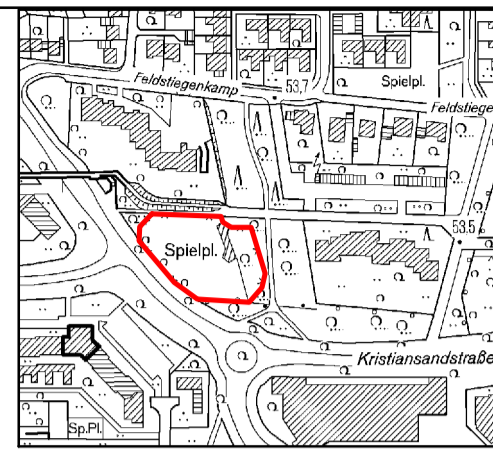 Feldstiegenkamp
53,7
Spielpl.
Feldstiege
53,5
Spielpl.
Kristiansandstraße
Sp.Pl.